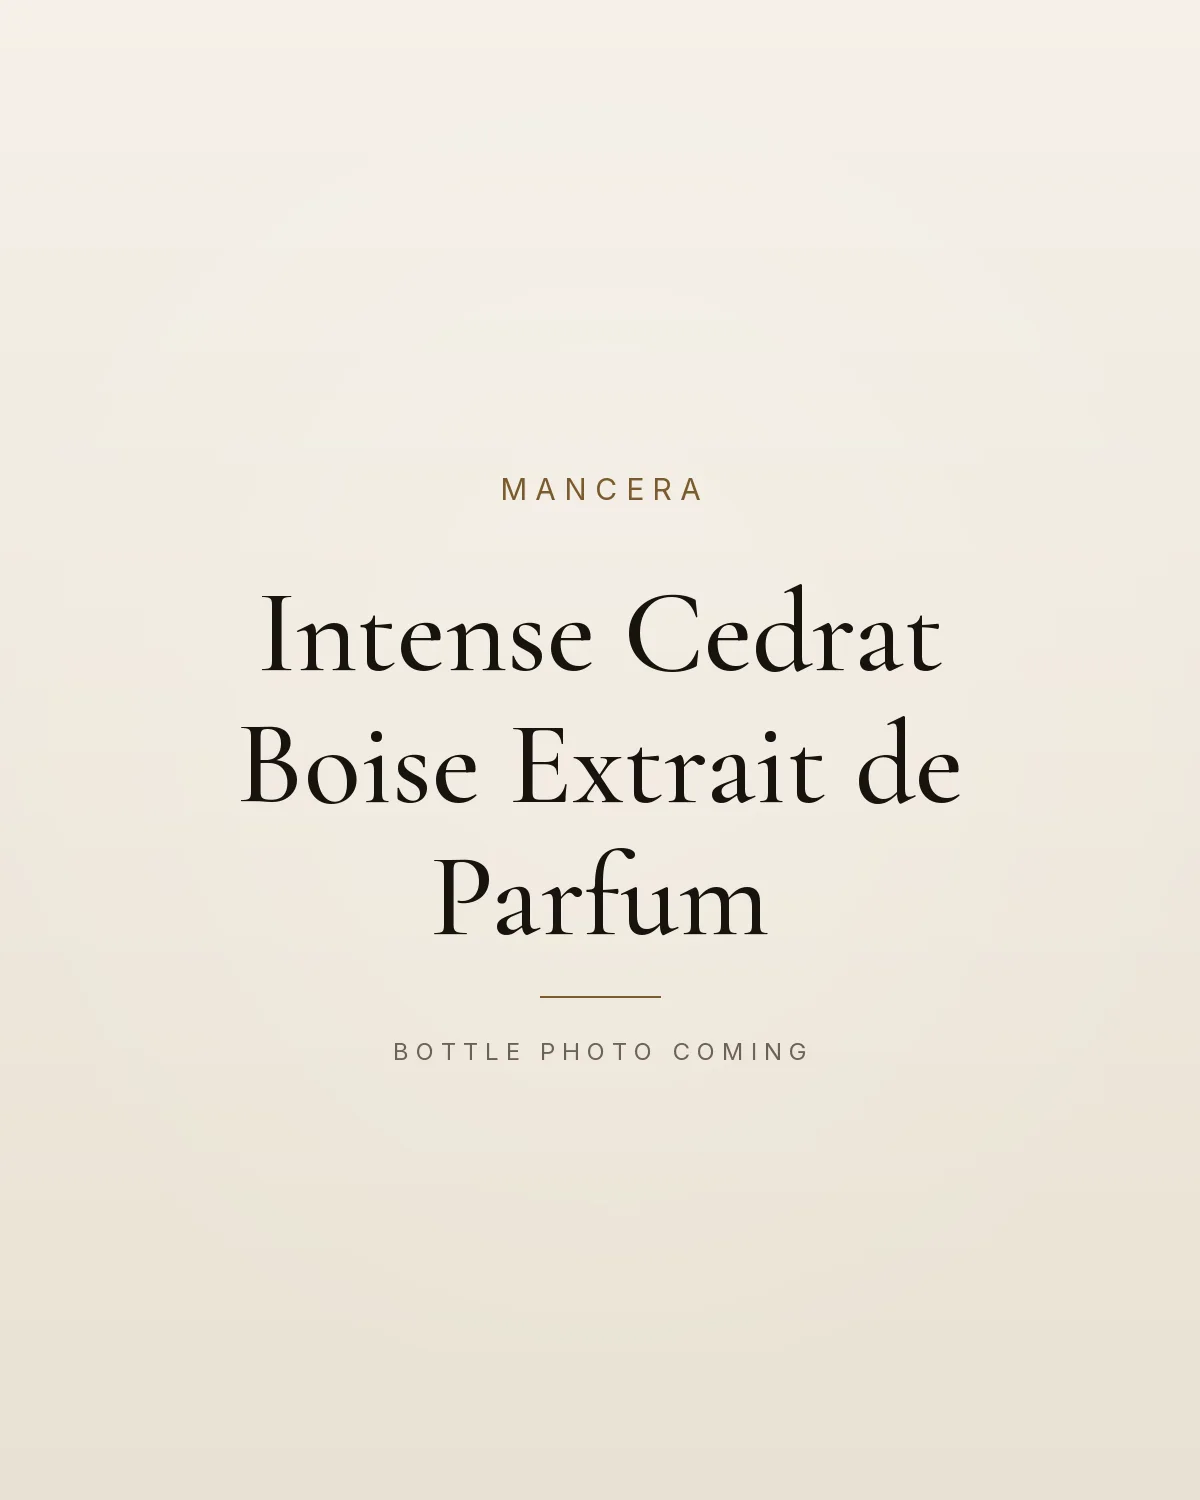 MANCERA
Intense Cedrat
Boise Extrait de
Parfum
BOTTLE PHOTO COMING